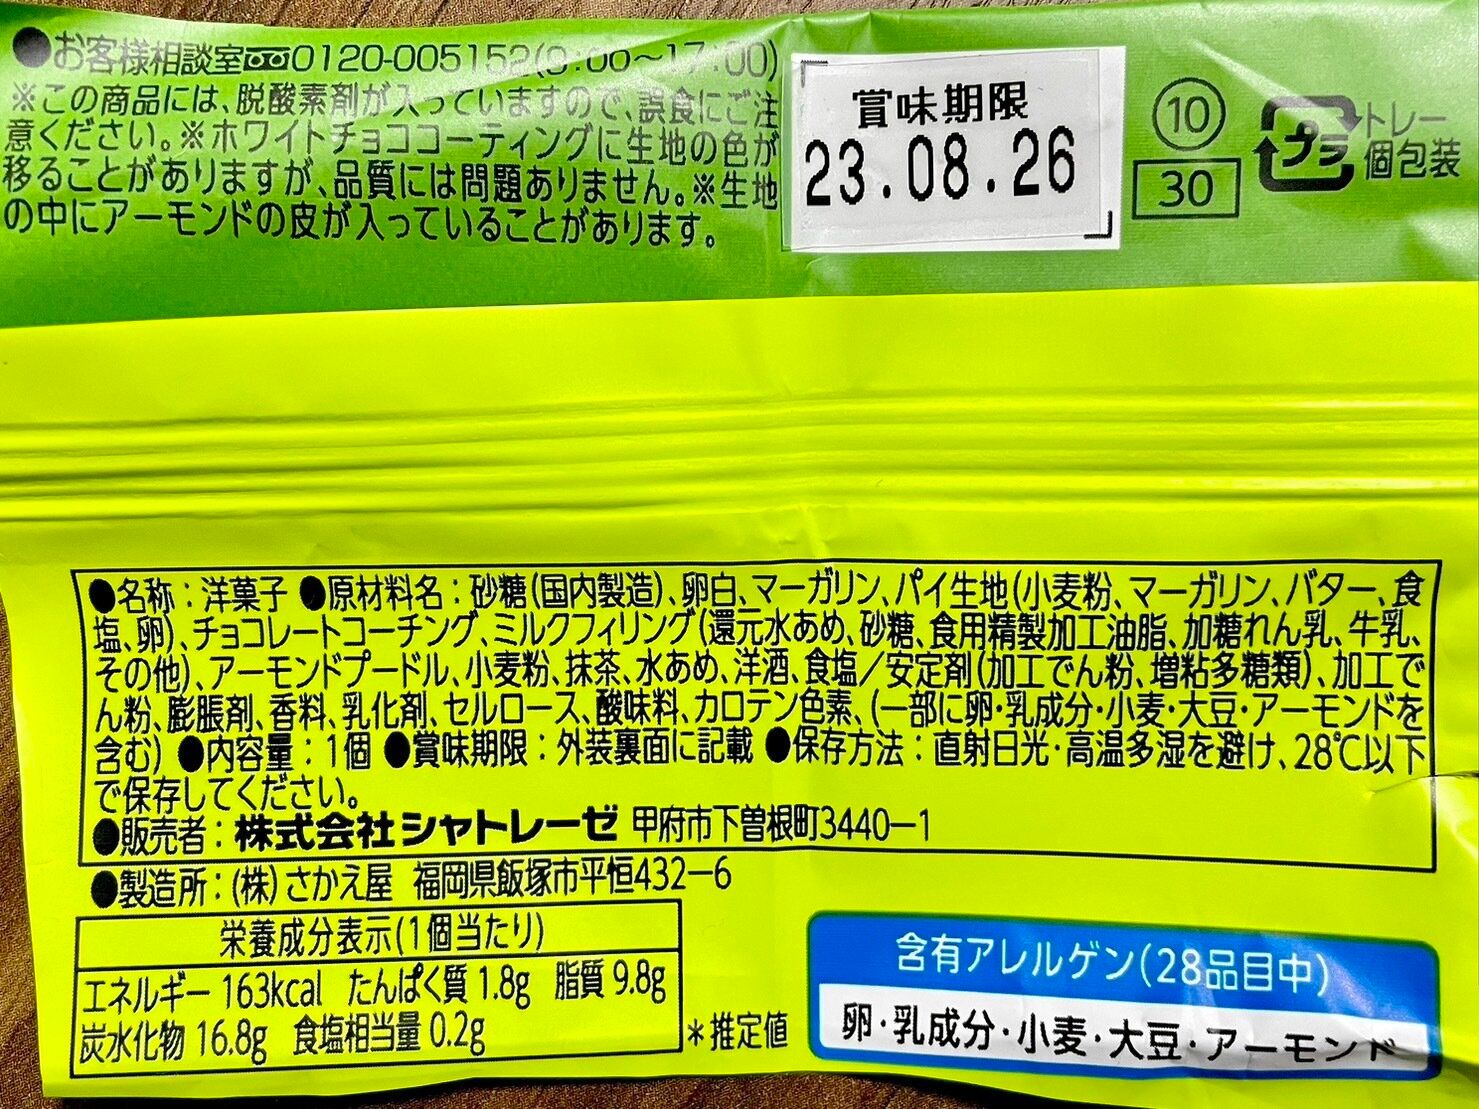 ●お客様相談室 0120-005152(9:00〜17:00)
※この商品には、脱酸素剤が入っていますので、誤食にご注
意ください。※ホワイトチョココーティングに生地の色が
移ることがありますが、品質には問題ありません。※生地
の中にアーモンドの皮が入っていることがあります。
賞味期限
23.08.26
10
30
プラ
トレー
個包装
●名称：洋菓子 ●原材料名：砂糖(国内製造)、卵白、マーガリン、パイ生地(小麦粉、マーガリン、バター、食
塩、卵)、チョコレートコーチング、ミルクフィリング(還元水あめ、砂糖、食用精製加工油脂、加糖れん乳、牛乳、
その他)、アーモンドプードル、小麦粉、抹茶、水あめ、洋酒、食塩／安定剤(加工でん粉、増粘多糖類)、加工で
ん粉、膨脹剤、香料、乳化剤、セルロース、酸味料、カロテン色素、(一部に卵・乳成分・小麦・大豆・アーモンドを
含む) ●内容量：1個 ●賞味期限：外装裏面に記載 ●保存方法：直射日光・高温多湿を避け、28℃以下
で保存してください。
●販売者：株式会社シャトレーゼ 甲府市下曽根町3440−1
●製造所：(株)さかえ屋 福岡県飯塚市平恒432−6
栄養成分表示(1個当たり)
エネルギー 163kcal たんぱく質 1.8g 脂質 9.8g
炭水化物 16.8g 食塩相当量 0.2g
＊推定値
含有アレルゲン(28品目中)
卵・乳成分・小麦・大豆・アーモンド